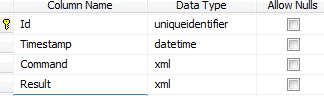 Column Name Data Type Allow Nulls
Id uniqueidentifier
Timestamp datetime
Command xml
Result xml